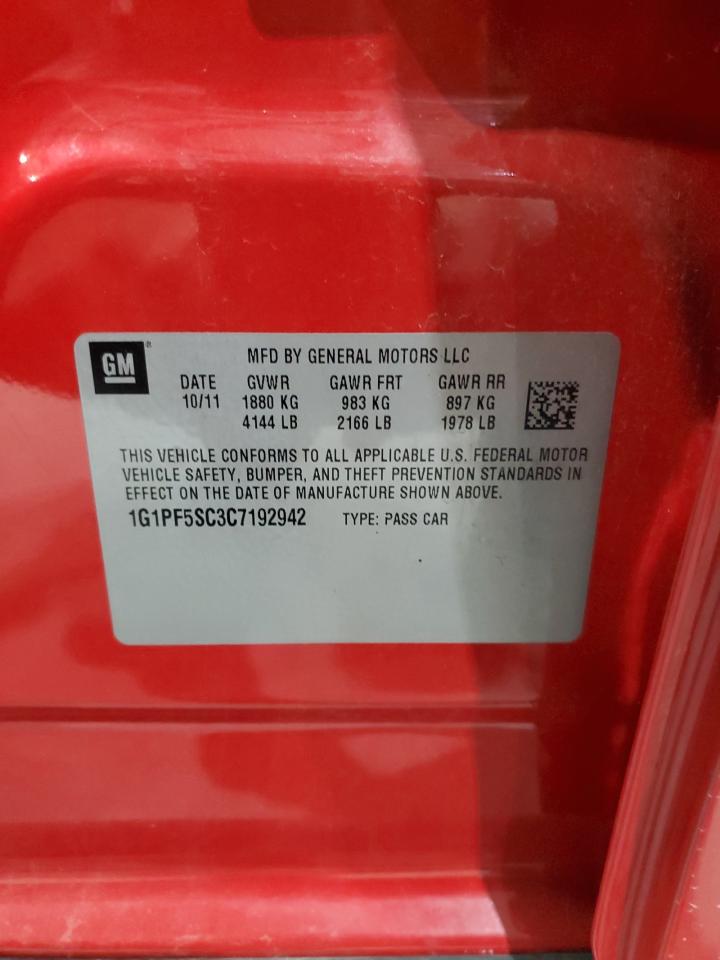 GM ®
MFD BY GENERAL MOTORS LLC
DATE GVWR GAWR FRT GAWR RR
10/11 1880 KG 983 KG 897 KG
4144 LB 2166 LB 1978 LB
THIS VEHICLE CONFORMS TO ALL APPLICABLE U.S. FEDERAL MOTOR
VEHICLE SAFETY, BUMPER, AND THEFT PREVENTION STANDARDS IN
EFFECT ON THE DATE OF MANUFACTURE SHOWN ABOVE.
1G1PF5SC3C7192942 TYPE: PASS CAR